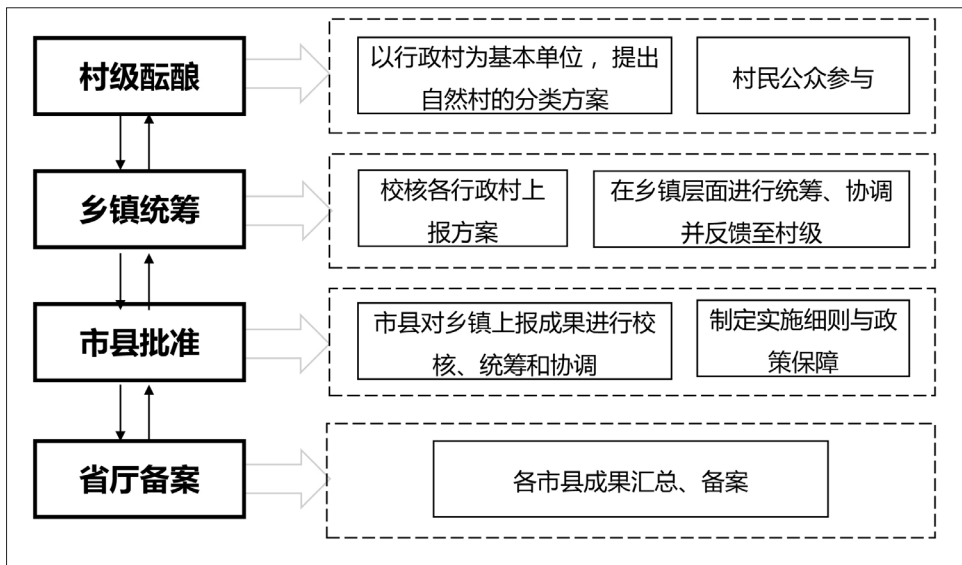 村级酝酿
以行政村为基本单位，提出
自然村的分类方案
村民公众参与
乡镇统筹
校核各行政村上
报方案
在乡镇层面进行统筹、协调
并反馈至村级
市县批准
市县对乡镇上报成果进行校
核、统筹和协调
制定实施细则与政
策保障
省厅备案
各市县成果汇总、备案